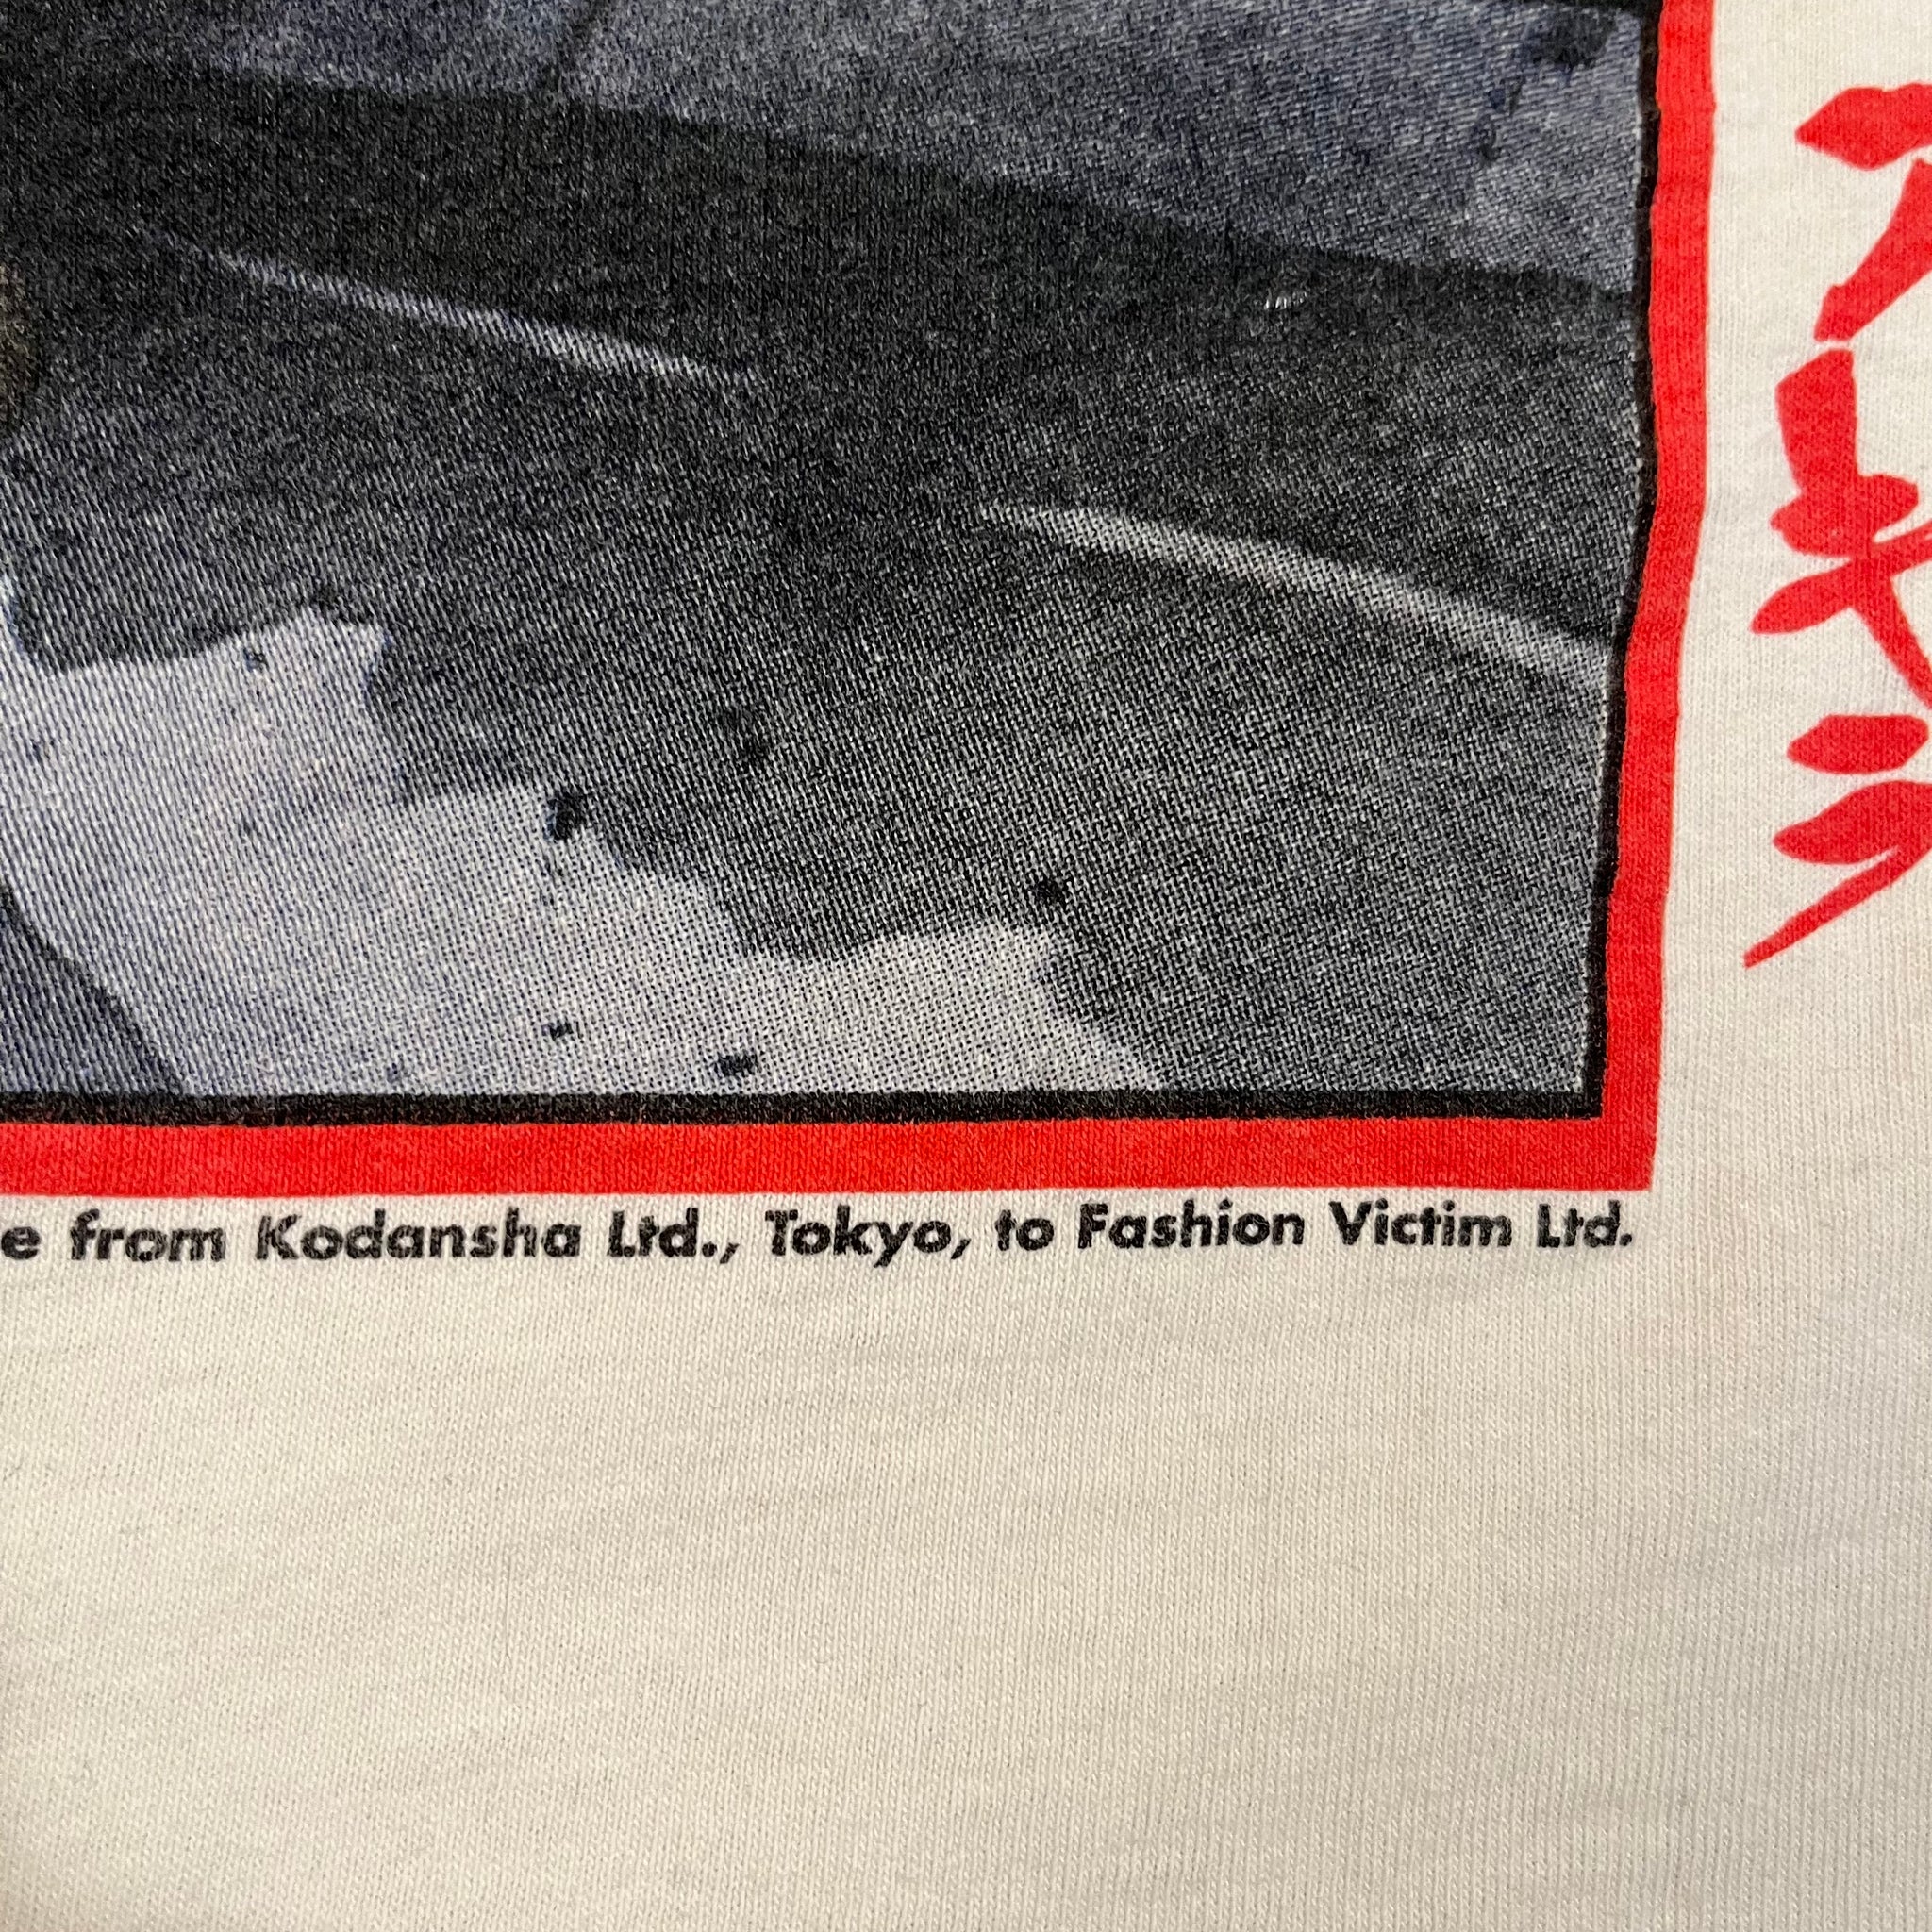 e from Kodansha Ltd., Tokyo, to Fashion Victim Ltd.